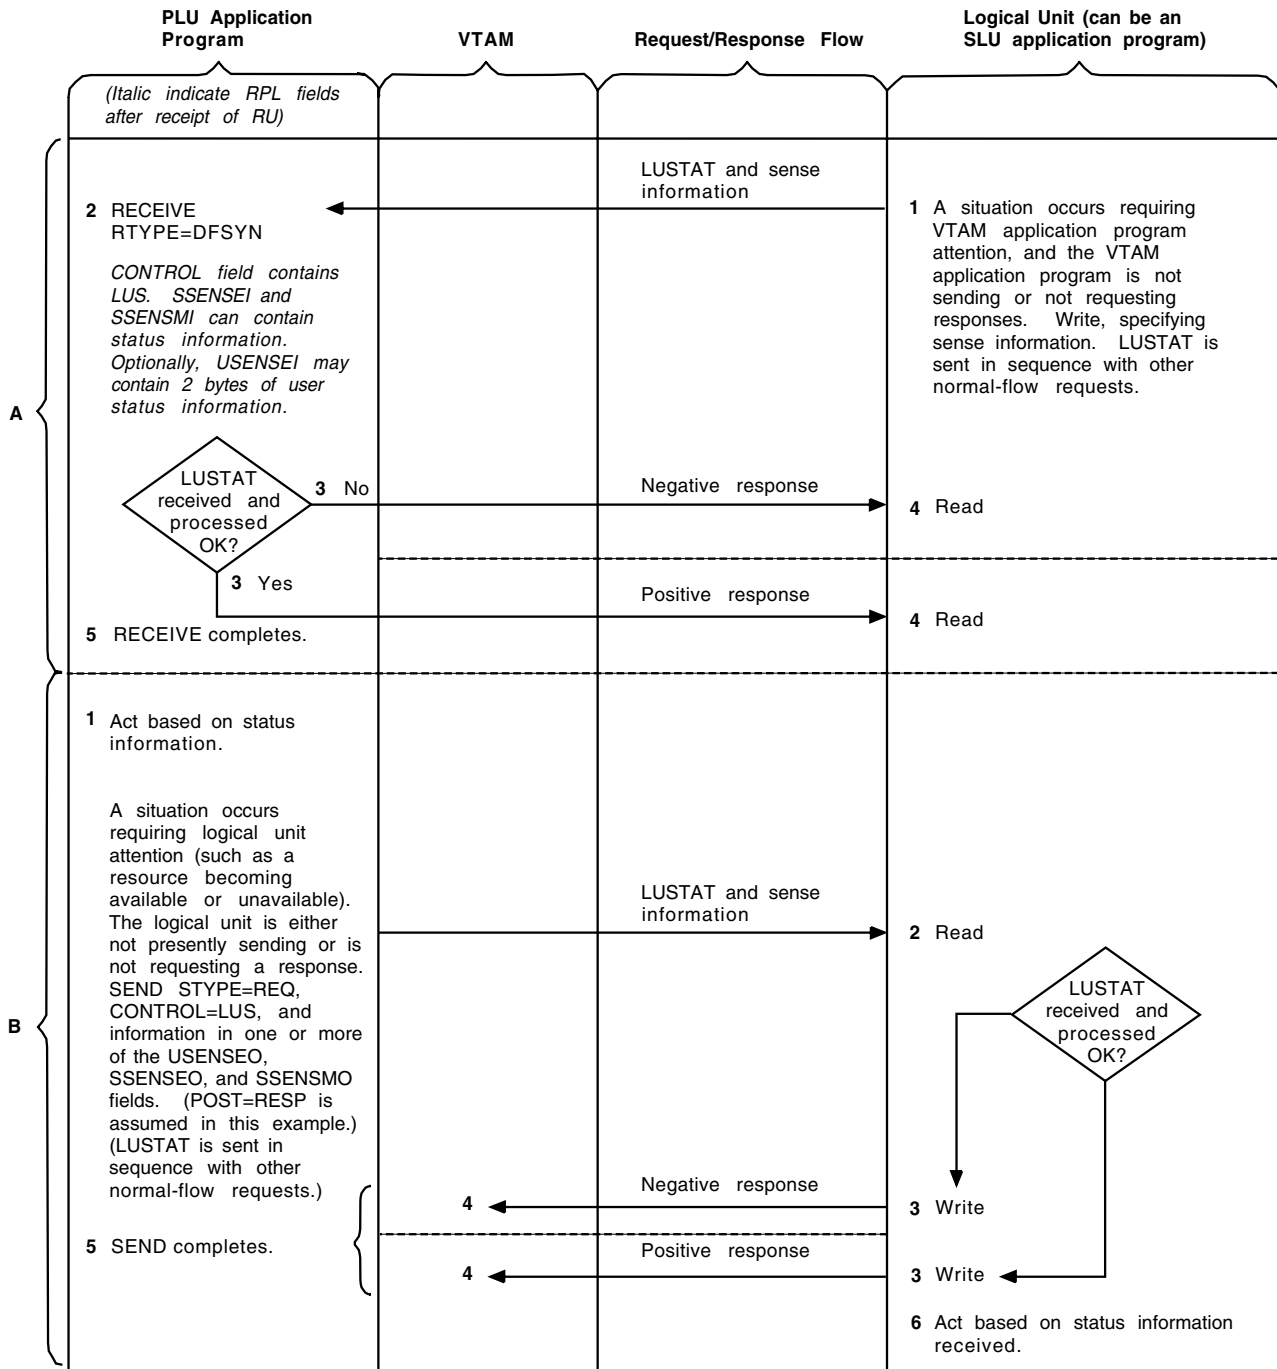 PLU Application
Program
VTAM
Request/Response Flow
Logical Unit (can be an
SLU application program)
(Italic indicate RPL fields
after receipt of RU)
A
LUSTAT and sense
information
2 RECEIVE
RTYPE=DFSYN
CONTROL field contains
LUS. SSENSEI and
SSENSMI can contain
status information.
Optionally, USENSEI may
contain 2 bytes of user
status information.
1 A situation occurs requiring
VTAM application program
attention, and the VTAM
application program is not
sending or not requesting
responses. Write, specifying
sense information. LUSTAT is
sent in sequence with other
normal-flow requests.
LUSTAT
received and
processed
OK?
3 No
Negative response
4 Read
3 Yes
Positive response
4 Read
5 RECEIVE completes.
B
1 Act based on status
information.
A situation occurs
requiring logical unit
attention (such as a
resource becoming
available or unavailable).
The logical unit is either
not presently sending or is
not requesting a response.
SEND STYPE=REQ,
CONTROL=LUS, and
information in one or more
of the USENSEO,
SSENSEO, and SSENSMO
fields. (POST=RESP is
assumed in this example.)
(LUSTAT is sent in
sequence with other
normal-flow requests.)
LUSTAT and sense
information
2 Read
LUSTAT
received and
processed
OK?
Negative response
4
3 Write
5 SEND completes.
Positive response
4
3 Write
6 Act based on status information
received.